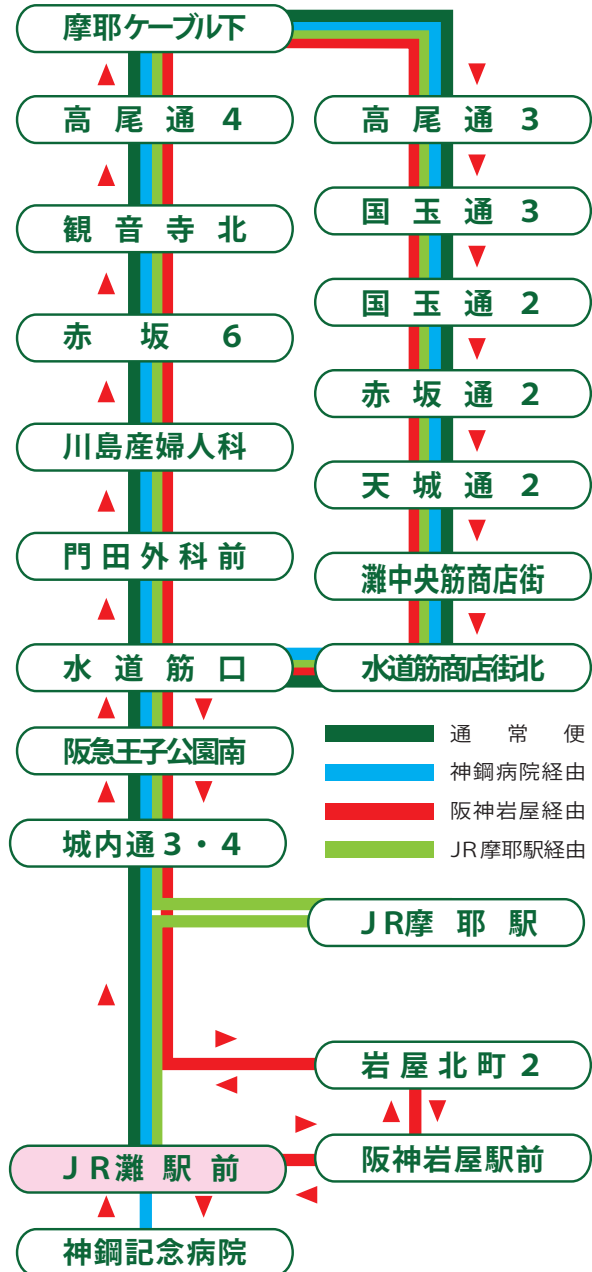 摩耶ケーブル下
高尾通4
高尾通3
観音寺北
国玉通3
赤坂6
国玉通2
川島産婦人科
赤坂通2
門田外科前
天城通2
灘中央筋商店街
水道筋口
水道筋商店街北
阪急王子公園南
城内通3・4
通常便
神鋼病院経由
阪神岩屋経由
JR摩耶駅経由
JR摩耶駅
岩屋北町2
JR灘駅前
阪神岩屋駅前
神鋼記念病院